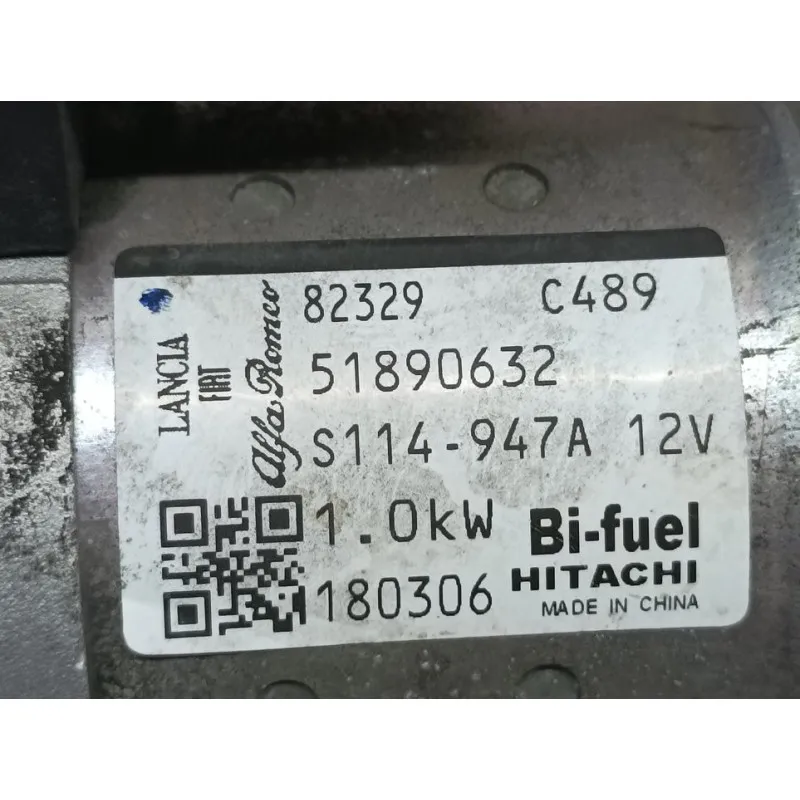 82329 C489
LANCIA
FIAT
Alfa Romeo
51890632
S114-947A 12V
1.0kW Bi-fuel
180306 HITACHI
MADE IN CHINA